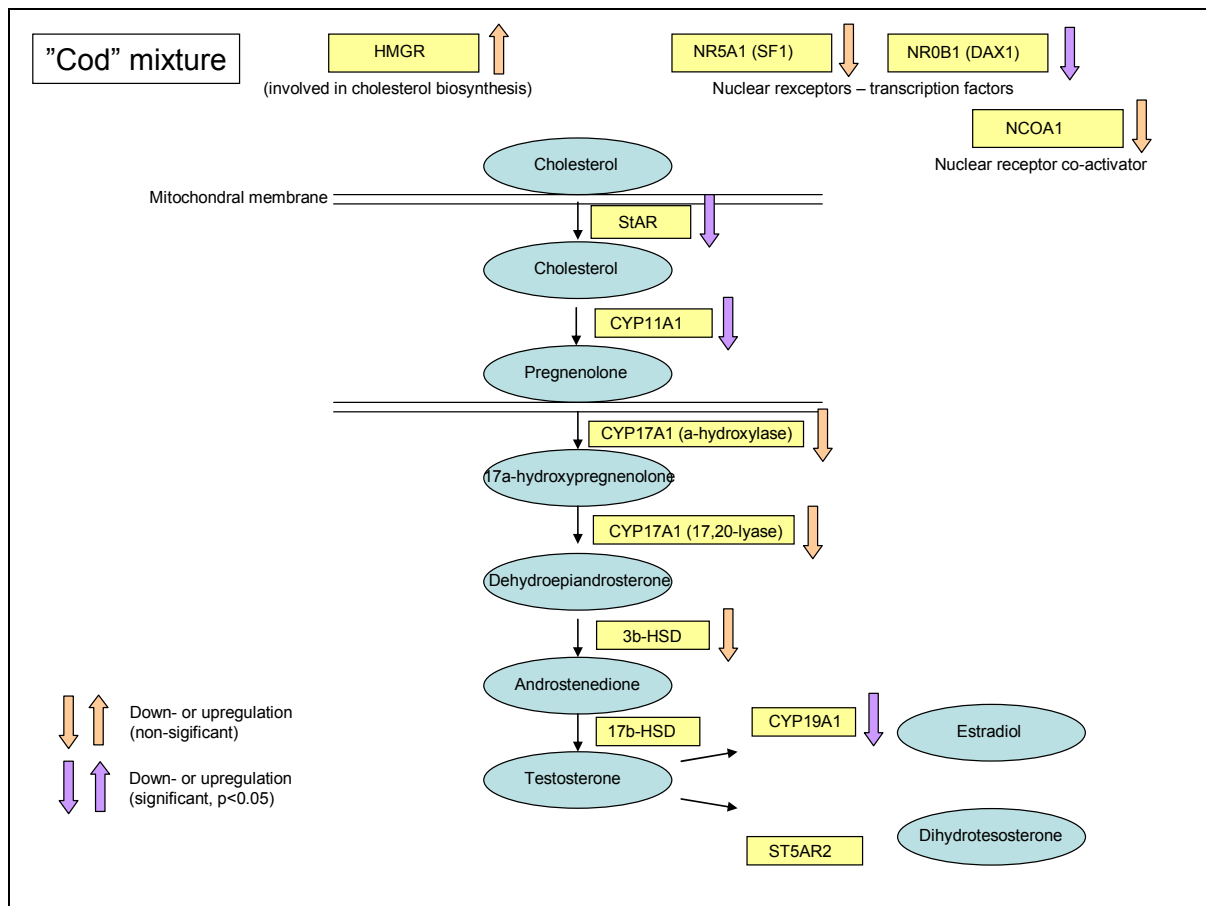 ”Cod” mixture
HMGR
(involved in cholesterol biosynthesis)
NR5A1 (SF1)
NR0B1 (DAX1)
Nuclear rexceptors – transcription factors
NCOA1
Nuclear receptor co-activator
Cholesterol
Mitochondral membrane
StAR
Cholesterol
CYP11A1
Pregnenolone
CYP17A1 (a-hydroxylase)
17a-hydroxypregnenolone
CYP17A1 (17,20-lyase)
Dehydroepiandrosterone
3b-HSD
Androstenedione
17b-HSD
CYP19A1
Estradiol
Testosterone
ST5AR2
Dihydrotesosterone
Down- or upregulation
(non-sigificant)
Down- or upregulation
(significant, p<0.05)